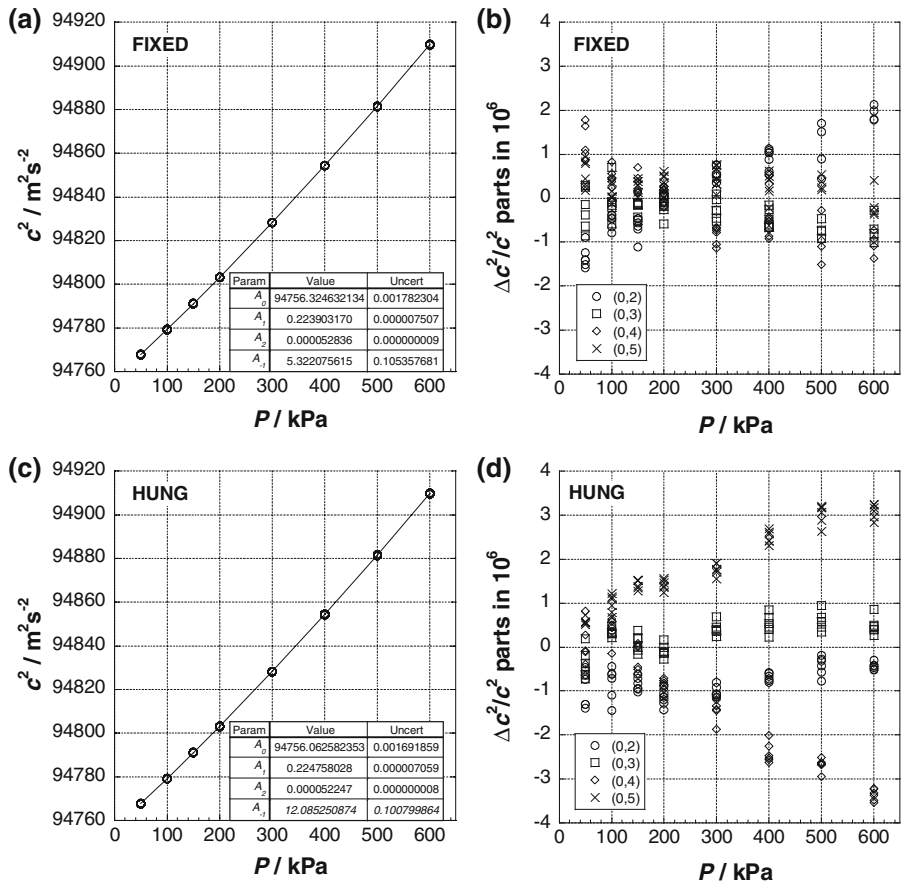 (a)
FIXED
c² / m²s⁻²
94920
94900
94880
94860
94840
94820
94800
94780
94760
Param Value Uncert
A₀ 94756.324632134 0.001782304
A₁ 0.223903170 0.000007507
A₂ 0.000052836 0.000000009
A₋₁ 5.322075615 0.105357681
0 100 200 300 400 500 600
P / kPa
(b)
FIXED
Δc²/c² parts in 10⁶
4
3
2
1
0
-1
-2
-3
-4
(0,2)
(0,3)
(0,4)
(0,5)
0 100 200 300 400 500 600
P / kPa
(c)
HUNG
c² / m²s⁻²
94920
94900
94880
94860
94840
94820
94800
94780
94760
Param Value Uncert
A₀ 94756.062582353 0.001691859
A₁ 0.224758028 0.000007059
A₂ 0.000052247 0.000000008
A₋₁ 12.085250874 0.100799864
0 100 200 300 400 500 600
P / kPa
(d)
HUNG
Δc²/c² parts in 10⁶
4
3
2
1
0
-1
-2
-3
-4
(0,2)
(0,3)
(0,4)
(0,5)
0 100 200 300 400 500 600
P / kPa